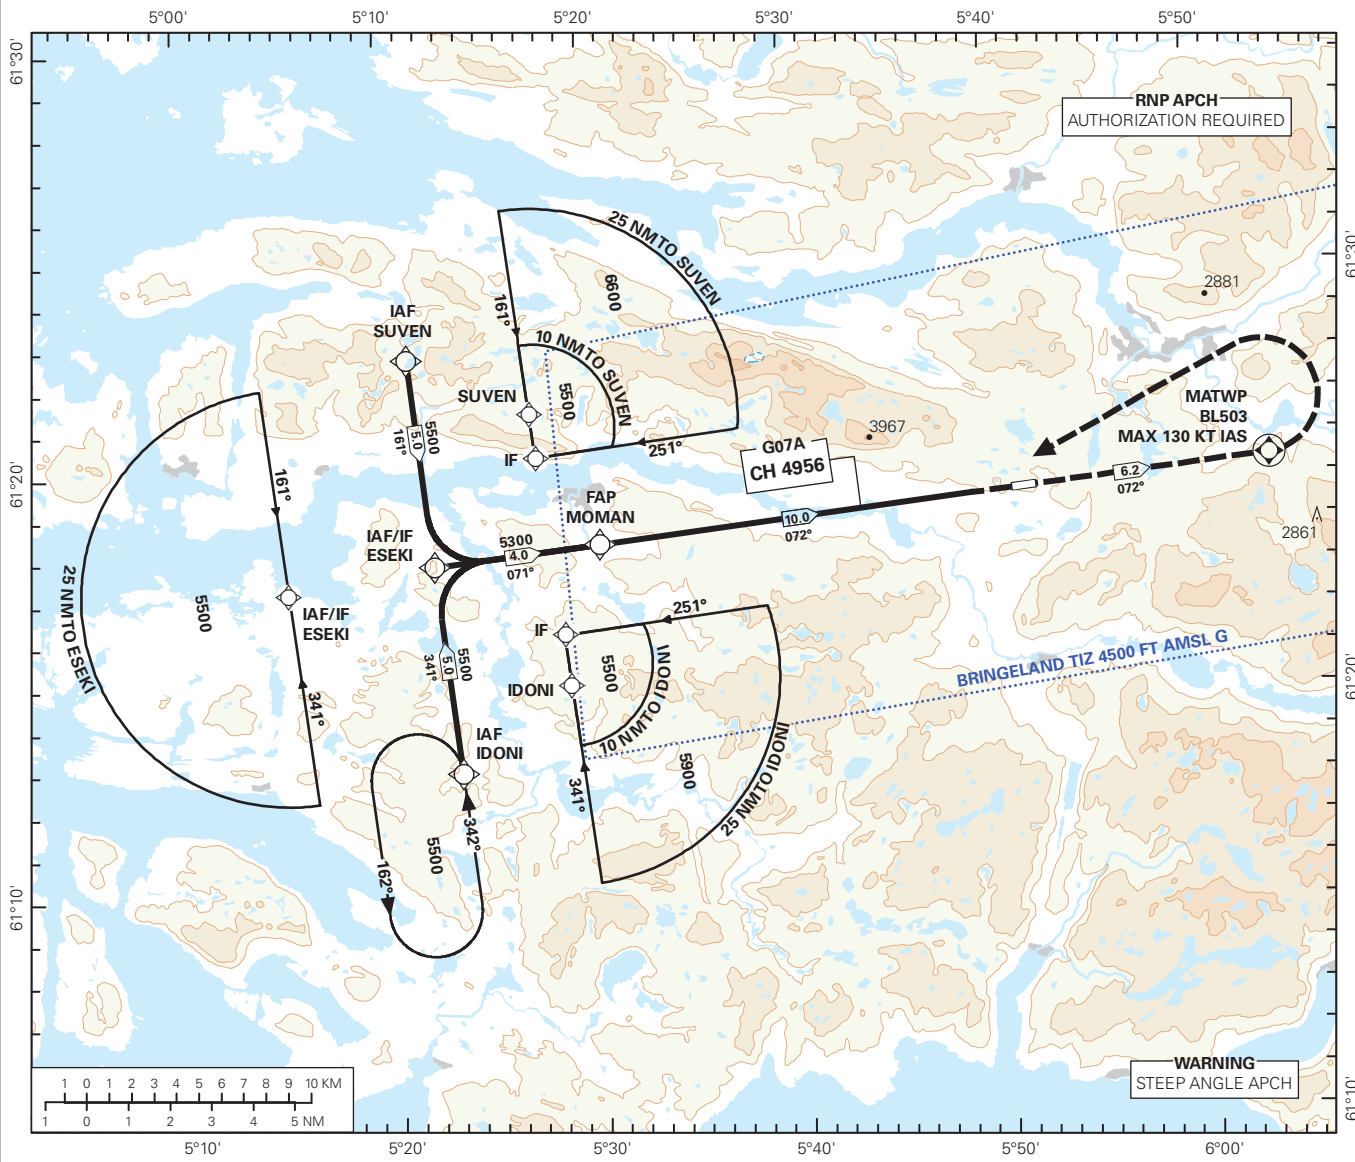 5°00'
5°10'
5°20'
5°30'
5°40'
5°50'
61°30'
61°20'
61°10'
61°30'
61°20'
61°10'
RNP APCH
AUTHORIZATION REQUIRED
25 NM TO SUVEN
6600
161°
10 NM TO SUVEN
5500
SUVEN
IF
251°
2881
IAF
SUVEN
5500
5.0
161°
MATWP
BL503
MAX 130 KT IAS
3967
G07A
CH 4956
6.2
072°
161°
FAP
MOMAN
10.0
072°
2861
IAF/IF
ESEKI
5300
4.0
071°
25 NM TO ESEKI
5500
IAF/IF
ESEKI
341°
IF
251°
5500
IDONI
10 NM TO IDONI
BRINGELAND TIZ 4500 FT AMSL G
5500
5.0
341°
IAF
IDONI
5900
341°
25 NM TO IDONI
5500
342°
162°
WARNING
STEEP ANGLE APCH
1 0 1 2 3 4 5 6 7 8 9 10 KM
1 0 1 2 3 4 5 NM
5°10'
5°20'
5°30'
5°40'
5°50'
6°00'